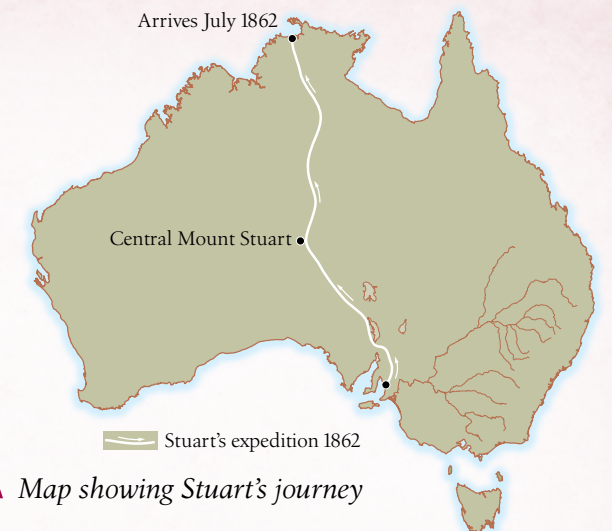 Arrives July 1862
Central Mount Stuart
Stuart’s expedition 1862
Map showing Stuart’s journey